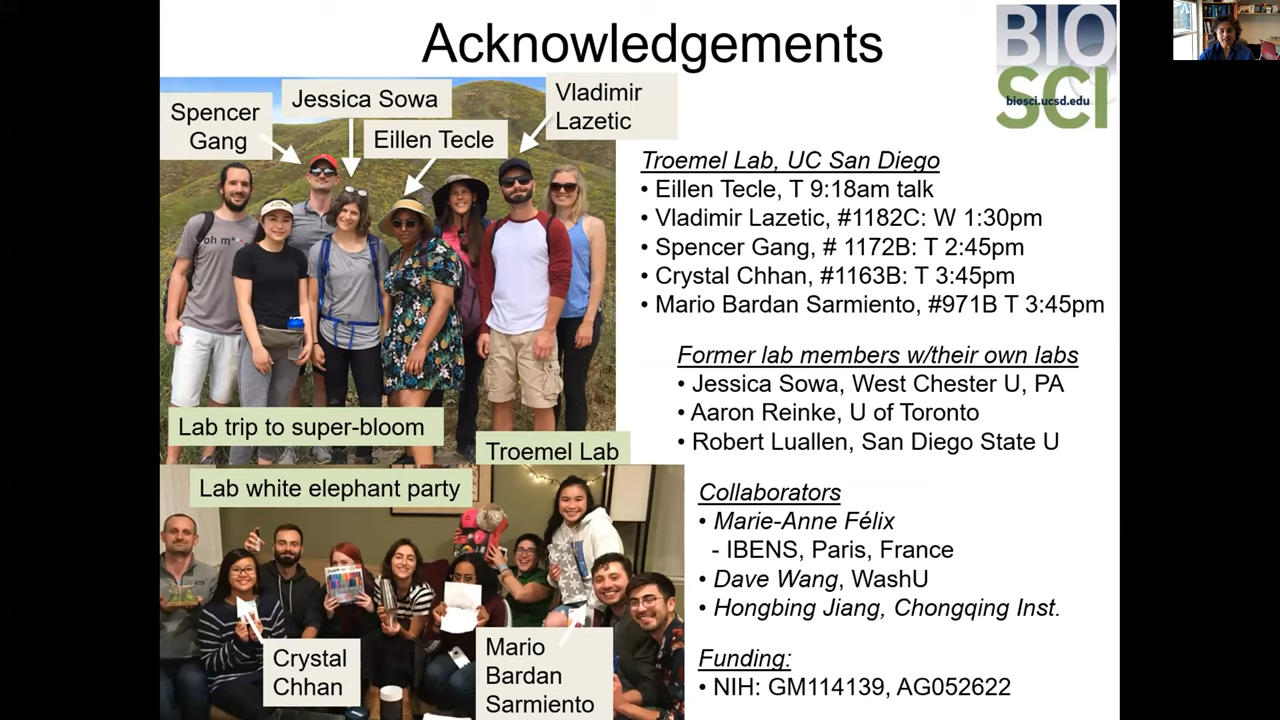 Acknowledgements
BIO
SCI
biosci.ucsd.edu
Spencer
Gang
Jessica Sowa
Eillen Tecle
Vladimir
Lazetic
oh m
Lab trip to super-bloom
Troemel Lab
Lab white elephant party
Crystal
Chhan
Mario
Bardan
Sarmiento
Troemel Lab, UC San Diego
• Eillen Tecle, T 9:18am talk
• Vladimir Lazetic, #1182C: W 1:30pm
• Spencer Gang, # 1172B: T 2:45pm
• Crystal Chhan, #1163B: T 3:45pm
• Mario Bardan Sarmiento, #971B T 3:45pm
Former lab members w/their own labs
• Jessica Sowa, West Chester U, PA
• Aaron Reinke, U of Toronto
• Robert Luallen, San Diego State U
Collaborators
• Marie-Anne Félix
- IBENS, Paris, France
• Dave Wang, WashU
• Hongbing Jiang, Chongqing Inst.
Funding:
• NIH: GM114139, AG052622